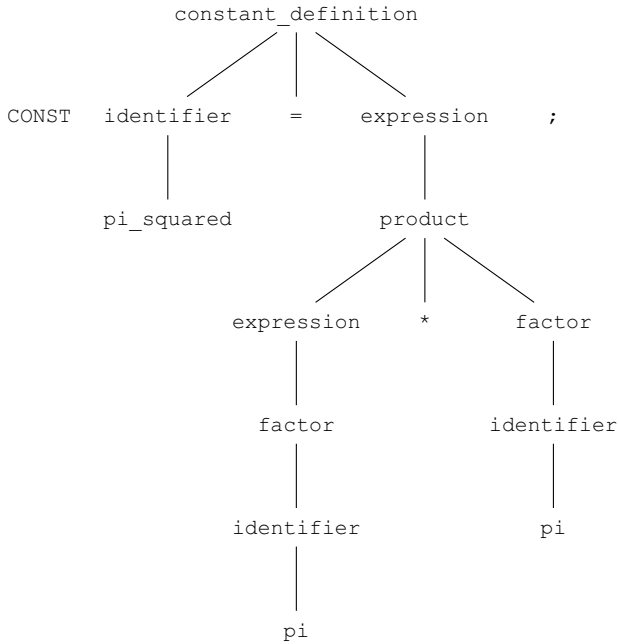 constant_definition
CONST identifier = expression ;
pi_squared product
expression * factor
factor identifier
identifier pi
pi